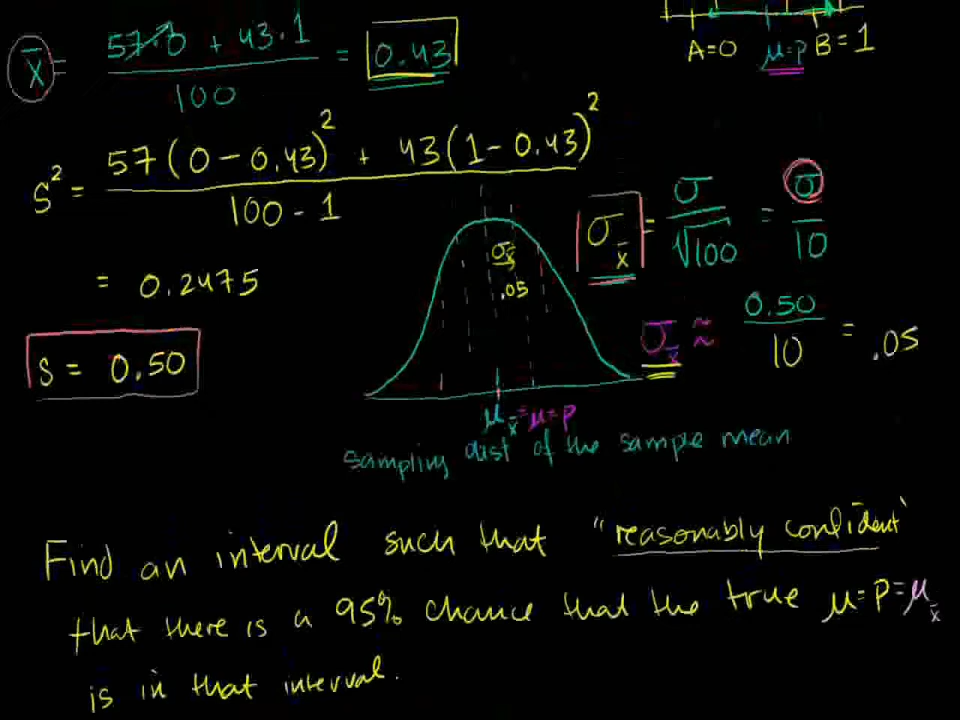 x̄ = (57·0 + 43·1)/100 = 0.43
A=0 μ=p B=1
S² = (57(0-0.43)² + 43(1-0.43)²)/(100-1)
= 0.2475
S = 0.50
σx̄ .05
σx̄ = σ/√100 = σ/10
σx̄ ≈ 0.50/10 = .05
μx̄ = μ = p
sampling dist of the sample mean
Find an interval such that "reasonably confident"
that there is a 95% chance that the true μ=p=μx̄
is in that interval.